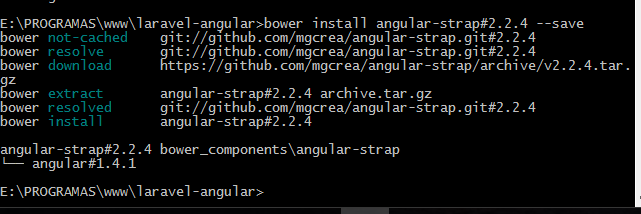 E:\PROGRAMAS\www\laravel-angular>bower install angular-strap#2.2.4 --save
bower not-cached    git://github.com/mgcrea/angular-strap.git#2.2.4
bower resolve       git://github.com/mgcrea/angular-strap.git#2.2.4
bower download      https://github.com/mgcrea/angular-strap/archive/v2.2.4.tar.
gz
bower extract       angular-strap#2.2.4 archive.tar.gz
bower resolved      git://github.com/mgcrea/angular-strap.git#2.2.4
bower install       angular-strap#2.2.4
angular-strap#2.2.4 bower_components\angular-strap
└── angular#1.4.1
E:\PROGRAMAS\www\laravel-angular>